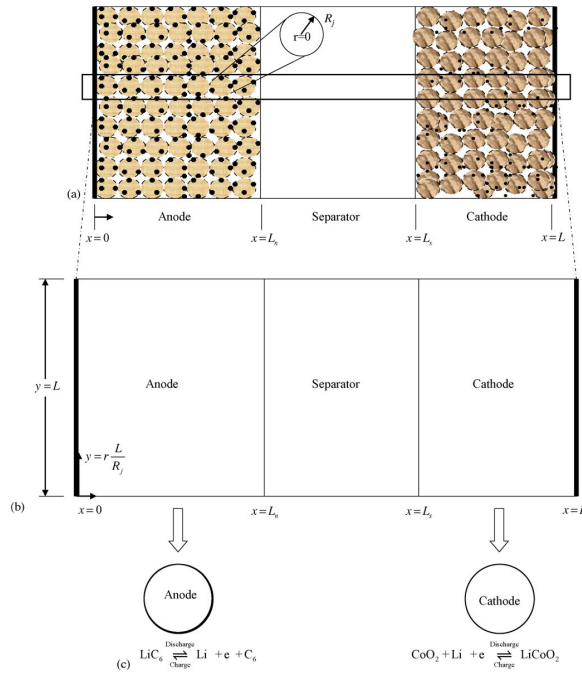 R_j
r=0
(a)
Anode Separator Cathode
x=0 x=L_n x=L_s x=L
y=L
Anode Separator Cathode
y=r L/R_j
(b)
x=0 x=L_n x=L_s x=L
Anode Cathode
Discharge Discharge
LiC₆ ⇌ Li +e +C₆ CoO₂+Li +e ⇌ LiCoO₂
Charge Charge
(c)